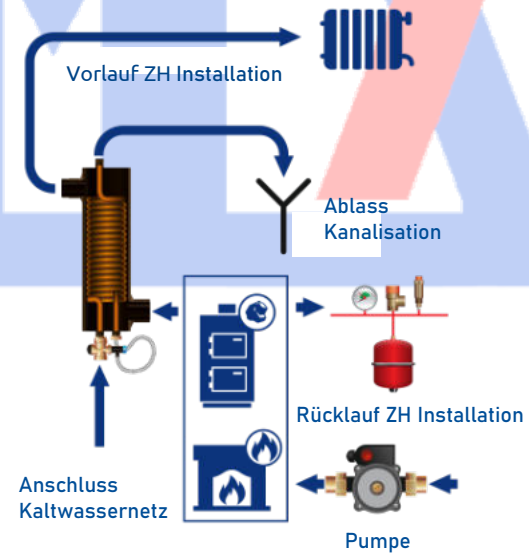 Vorlauf ZH Installation
Ablass
Kanalisation
Rücklauf ZH Installation
Anschluss
Kaltwassernetz
Pumpe